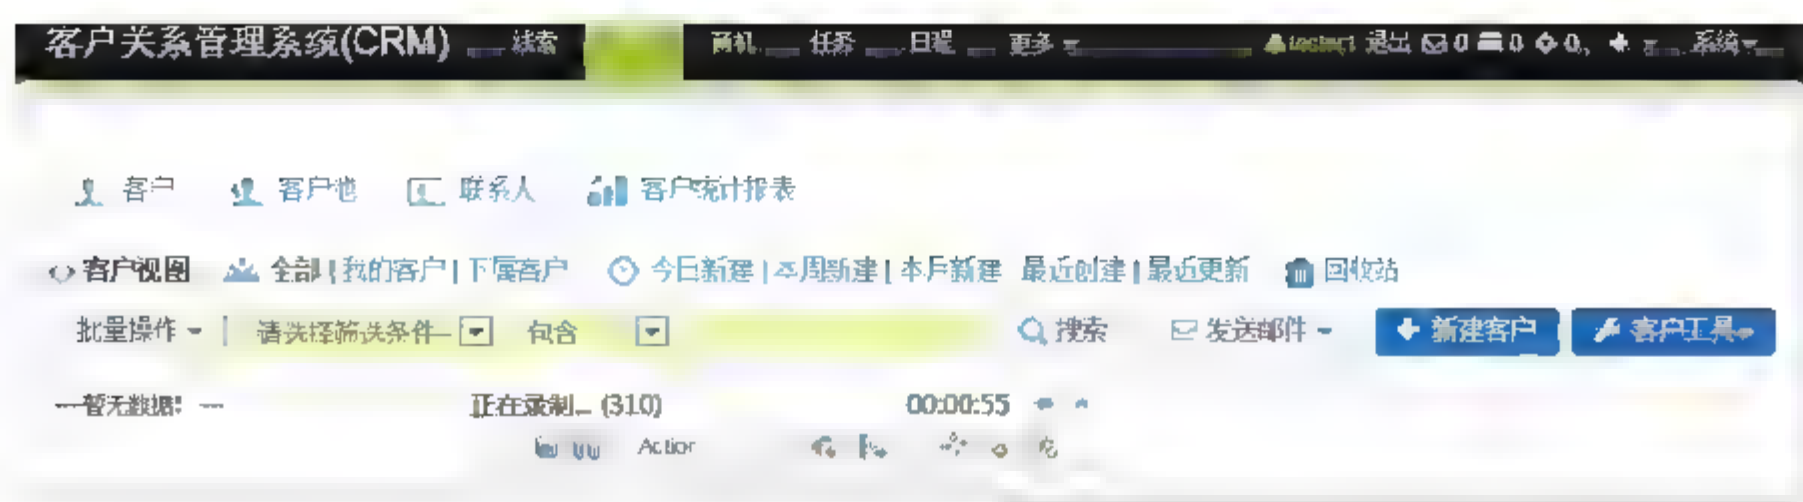 客户关系管理系统(CRM) 线索 商机 任务 日程 更多 退出 0 0 0 系统
客户 客户池 联系人 客户统计报表
客户视图 全部 | 我的客户 | 下属客户 今日新建 | 本周新建 | 本月新建 最近创建 | 最近更新 回收站
批量操作 | 请选择筛选条件 包含 搜索 发送邮件 新建客户 客户工具
暂无数据! 正在录制... (310) 00:00:55
Action